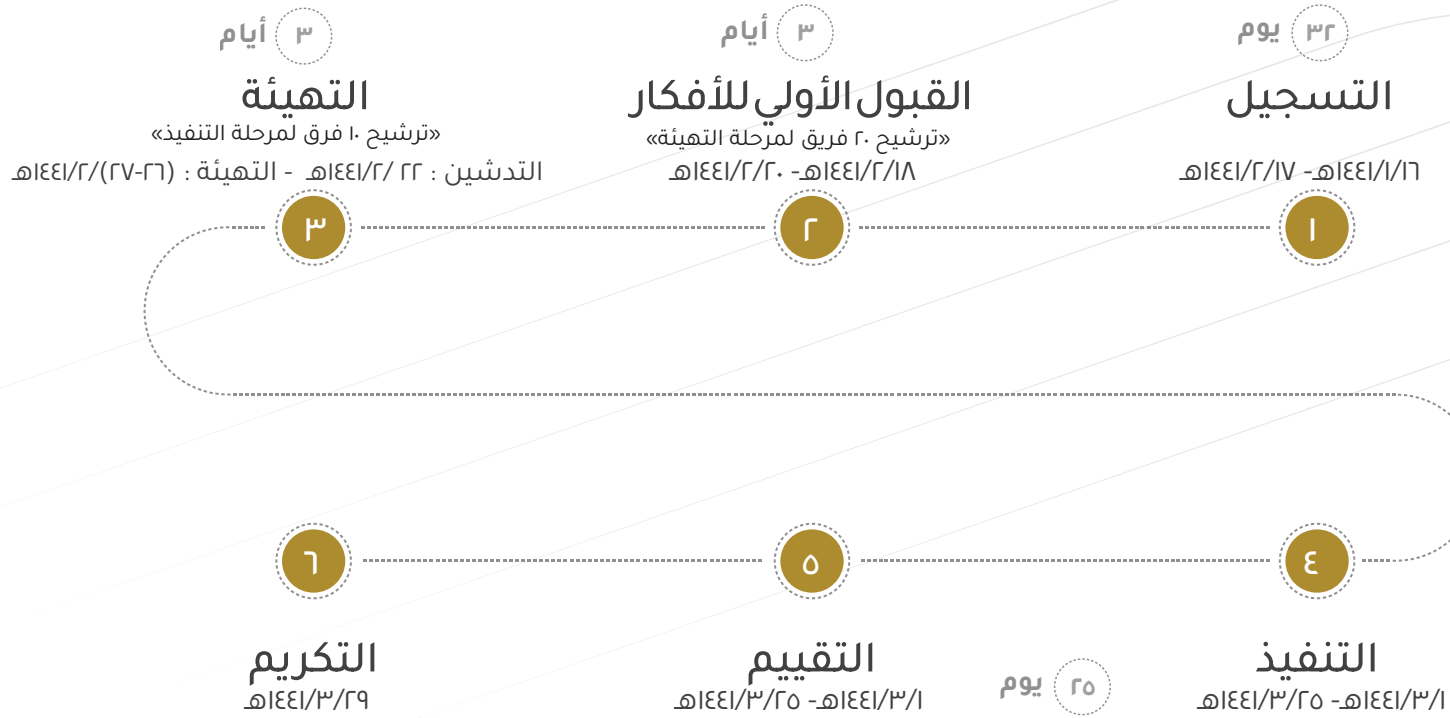 ٣٢ يوم
التسجيل
١٤٤١/١/١٦هـ- ١٤٤١/٢/١٧هـ
١
٣ أيام
القبول الأولي للأفكار
«ترشيح ٢٠ فريق لمرحلة التهيئة»
١٤٤١/٢/١٨هـ- ١٤٤١/٢/٢٠هـ
٢
٣ أيام
التهيئة
«ترشيح ١٠ فرق لمرحلة التنفيذ»
التدشين : ٢٢ /١٤٤١/٢هـ - التهيئة : (٢٦-٢٧)/١٤٤١/٢هـ
٣
٤
التنفيذ
١٤٤١/٣/١هـ- ١٤٤١/٣/٢٥هـ
٢٥ يوم
٥
التقييم
١٤٤١/٣/١هـ- ١٤٤١/٣/٢٥هـ
٦
التكريم
١٤٤١/٣/٢٩هـ